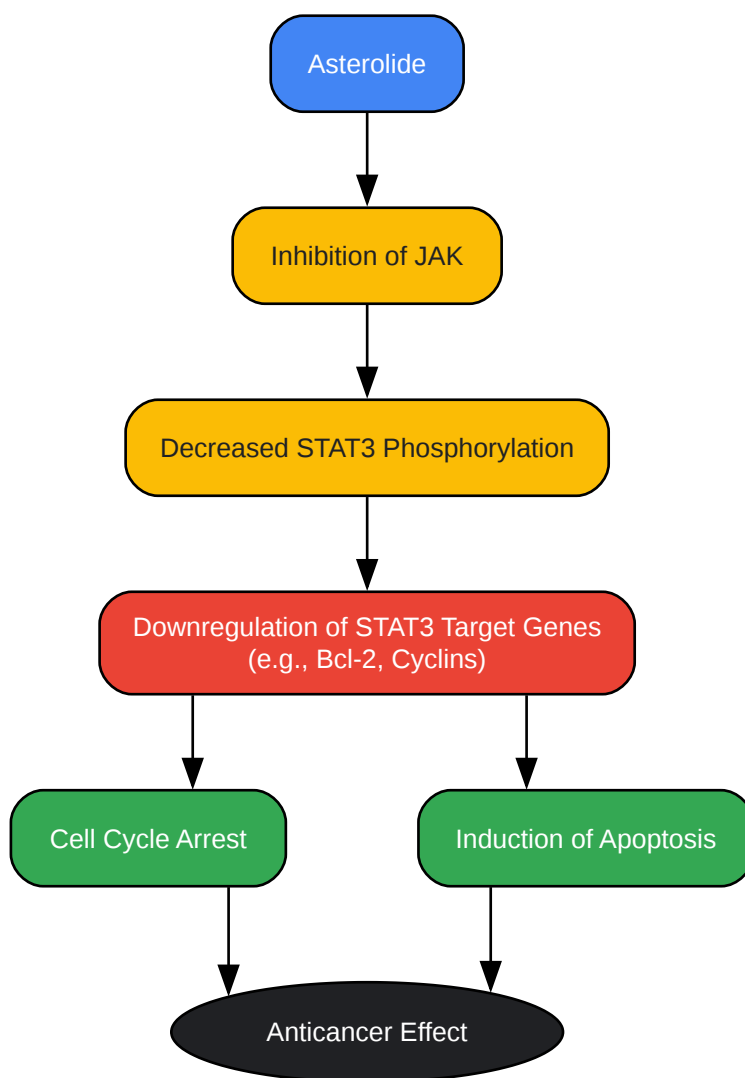 Asterolide
Inhibition of JAK
Decreased STAT3 Phosphorylation
Downregulation of STAT3 Target Genes
(e.g., Bcl-2, Cyclins)
Cell Cycle Arrest
Induction of Apoptosis
Anticancer Effect